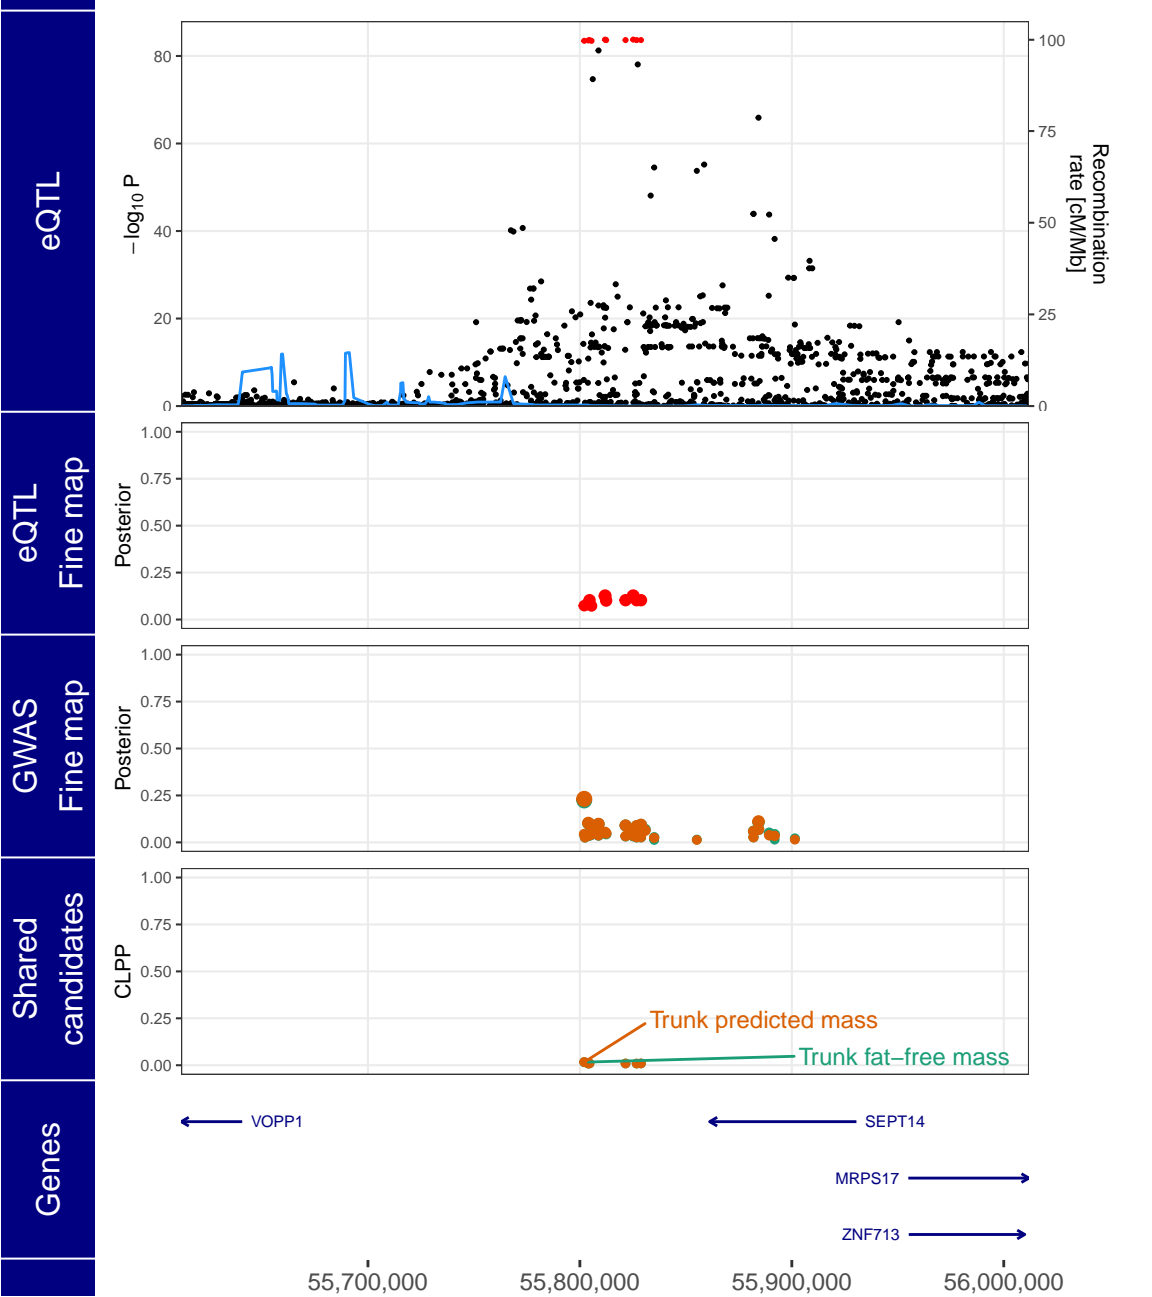 eQTL
−log10 P
80
60
40
20
0
100
75
50
25
0
Recombination
rate [cM/Mb]
eQTL
Fine map
Posterior
1.00
0.75
0.50
0.25
0.00
GWAS
Fine map
Posterior
1.00
0.75
0.50
0.25
0.00
Shared
candidates
CLPP
1.00
0.75
0.50
0.25
0.00
Trunk predicted mass
Trunk fat−free mass
Genes
VOPP1
SEPT14
MRPS17
ZNF713
55,700,000
55,800,000
55,900,000
56,000,000